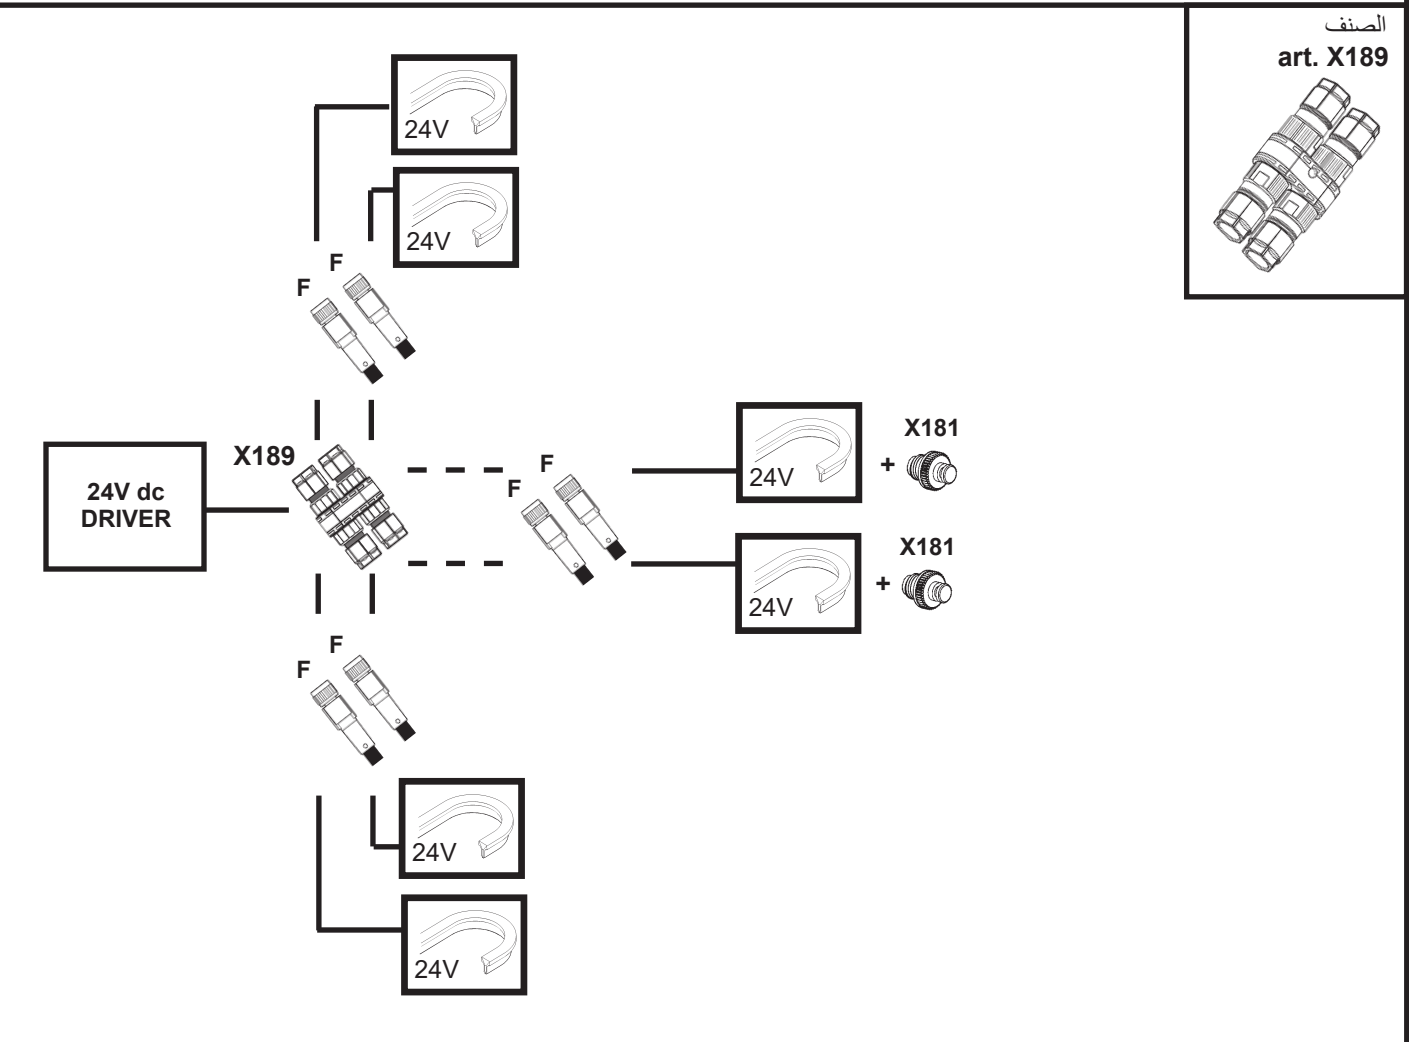 الصنف
art. X189
24V
24V
F
F
X189
24V dc
DRIVER
F
F
24V
X181
+
24V
X181
+
F
F
24V
24V